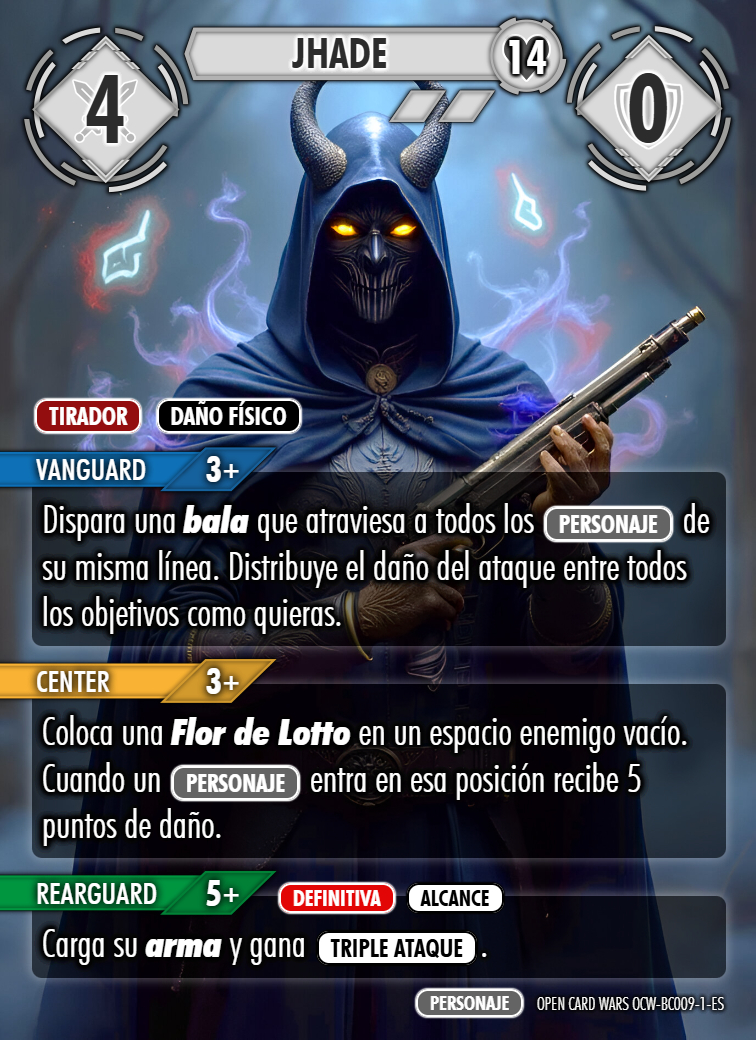 JHADE
14
4
0
TIRADOR DAÑO FÍSICO
VANGUARD 3+
Dispara una bala que atraviesa a todos los PERSONAJE de
su misma línea. Distribuye el daño del ataque entre todos
los objetivos como quieras.
CENTER 3+
Coloca una Flor de Lotto en un espacio enemigo vacío.
Cuando un PERSONAJE entra en esa posición recibe 5
puntos de daño.
REARGUARD 5+ DEFINITIVA ALCANCE
Carga su arma y gana TRIPLE ATAQUE .
PERSONAJE OPEN CARD WARS OCW-BC009-1-ES